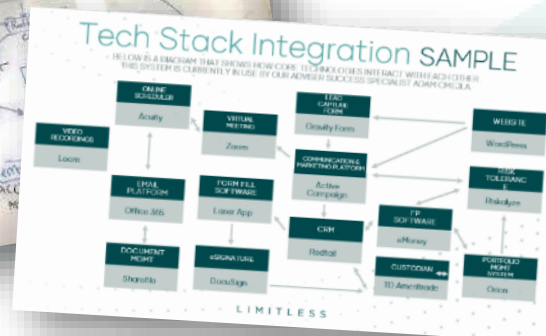 Tech Stack Integration SAMPLE
BELOW IS A DIAGRAM THAT SHOWS HOW CORE TECHNOLOGIES INTERACT WITH EACH OTHER
THIS SYSTEM IS CURRENTLY IN USE BY OUR ADVISER SUCCESS SPECIALIST ADAM CMEJLA
ONLINE
SCHEDULER
Acuity
LEAD
CAPTURE
FORM
Gravity Form
VIRTUAL
MEETING
Zoom
WEBSITE
WordPress
VIDEO
RECORDINGS
Loom
COMMUNICATION &
MARKETING PLATFORM
Active
Campaign
RISK
TOLERANC
E
Riskalyze
EMAIL
PLATFORM
Office 365
FORM FILL
SOFTWARE
Laser App
FP
SOFTWARE
eMoney
CRM
Redtail
DOCUMENT
MGMT
Sharefile
eSIGNATURE
DocuSign
CUSTODIAN
TD Ameritrade
PORTFOLIO
MGMT
SYSTEM
Orion
LIMITLESS